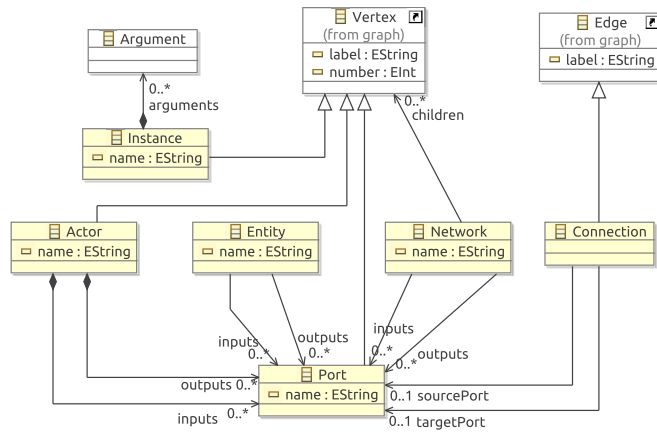 Argument
Vertex
(from graph)
label : EString
number : EInt
Edge
(from graph)
label : EString
0..*
arguments
0..*
children
Instance
name : EString
Actor
name : EString
Entity
name : EString
Network
name : EString
Connection
inputs
0..*
outputs
0..*
inputs
0..*
0..*
outputs
Port
name : EString
outputs 0..*
inputs
0..*
0..1 sourcePort
0..1 targetPort